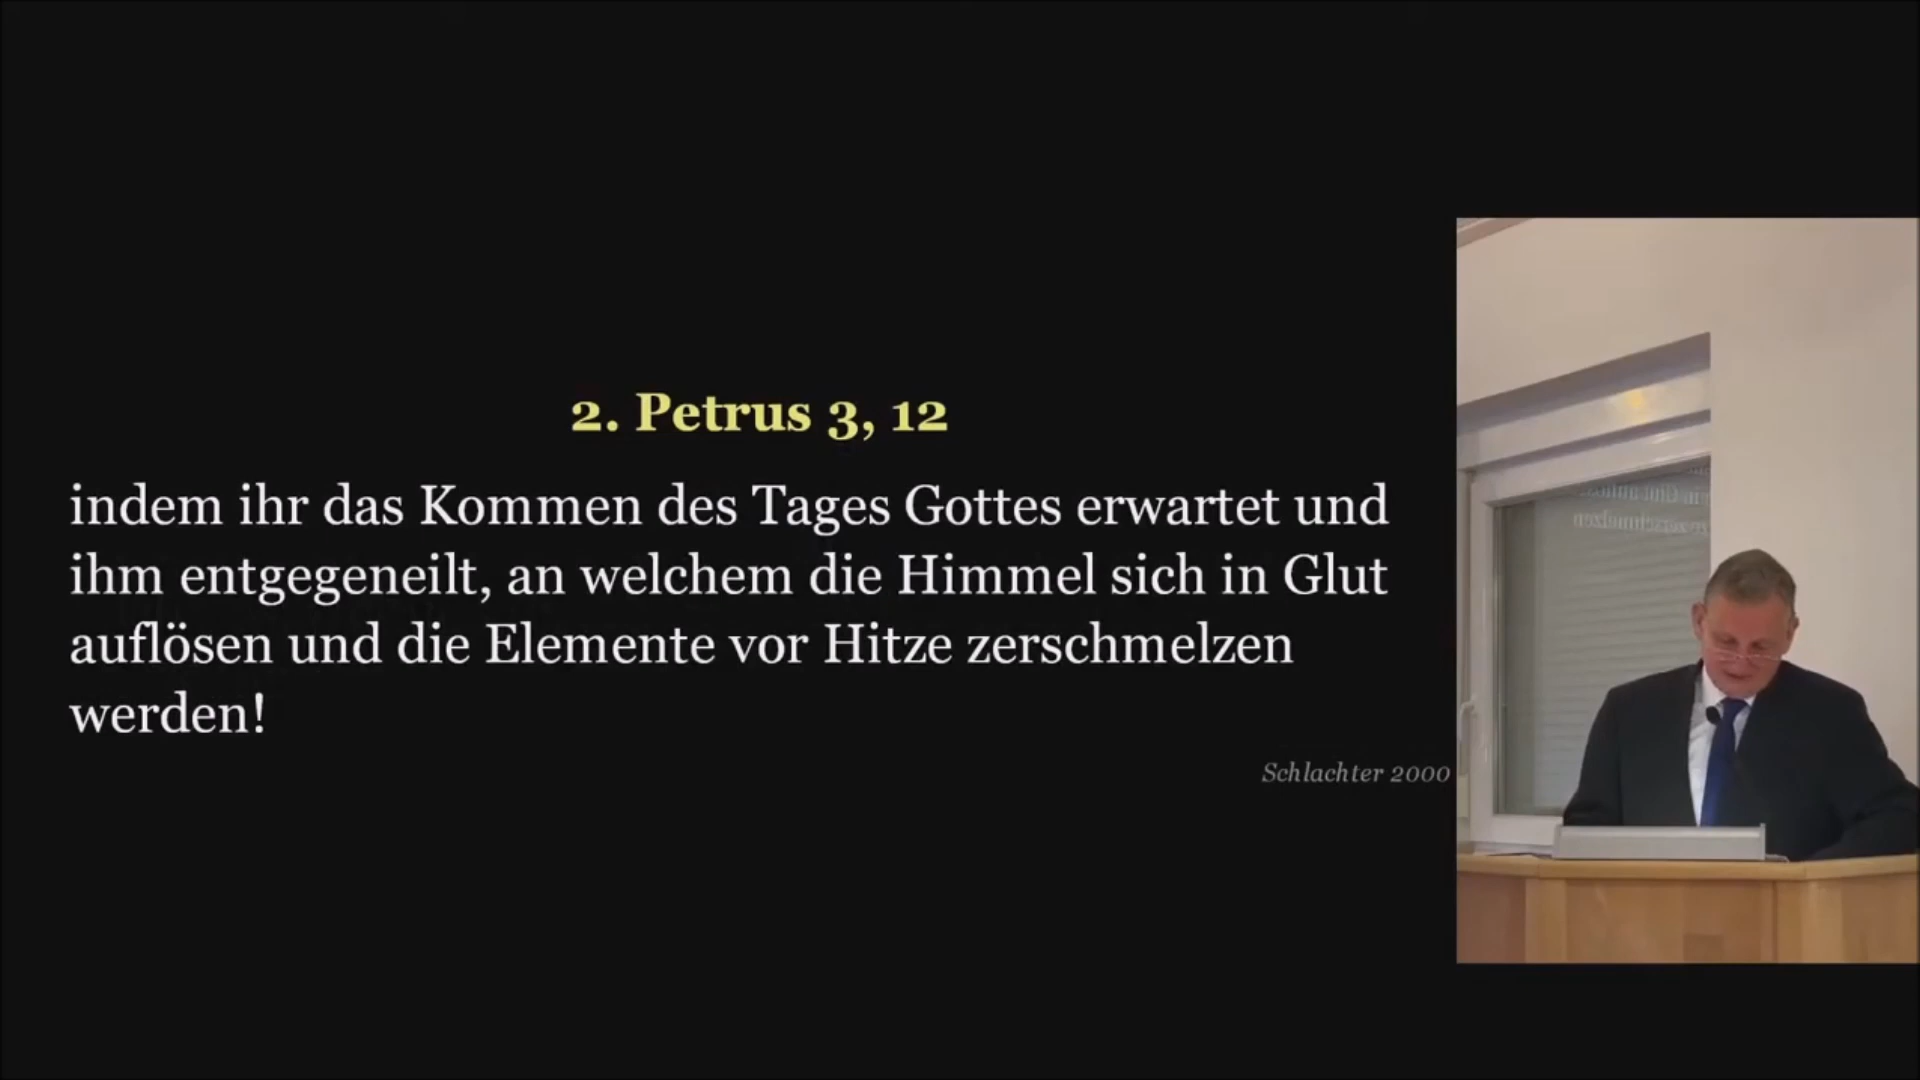 2. Petrus 3, 12
indem ihr das Kommen des Tages Gottes erwartet und
ihm entgegeneilt, an welchem die Himmel sich in Glut
auflösen und die Elemente vor Hitze zerschmelzen
werden!
Schlachter 2000